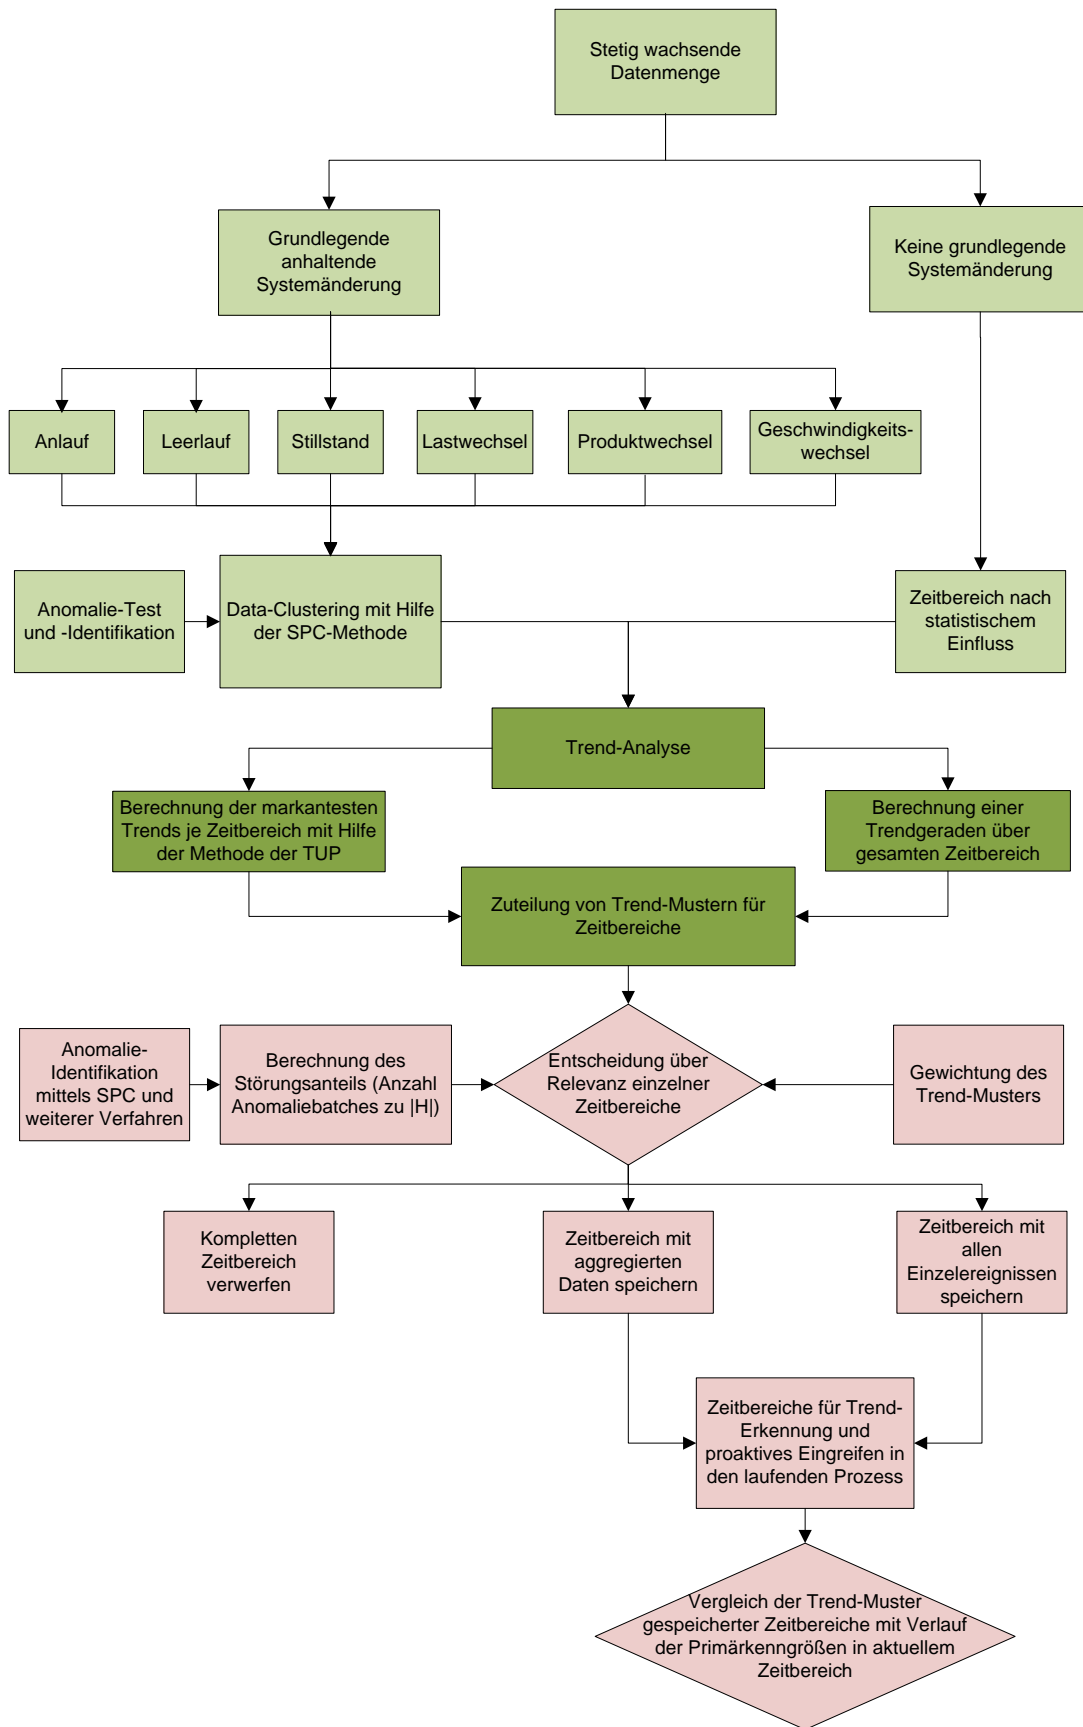 Stetig wachsende
Datenmenge
Grundlegende
anhaltende
Systemänderung
Keine grundlegende
Systemänderung
Anlauf
Leerlauf
Stillstand
Lastwechsel
Produktwechsel
Geschwindigkeits-
wechsel
Anomalie-Test
und -Identifikation
Data-Clustering mit Hilfe
der SPC-Methode
Zeitbereich nach
statistischem
Einfluss
Trend-Analyse
Berechnung der markantesten
Trends je Zeitbereich mit Hilfe
der Methode der TUP
Berechnung einer
Trendgeraden über
gesamten Zeitbereich
Zuteilung von Trend-Mustern für
Zeitbereiche
Anomalie-
Identifikation
mittels SPC und
weiterer Verfahren
Berechnung des
Störungsanteils (Anzahl
Anomaliebatches zu |H|)
Entscheidung über
Relevanz einzelner
Zeitbereiche
Gewichtung des
Trend-Musters
Kompletten
Zeitbereich
verwerfen
Zeitbereich mit
aggregierten
Daten speichern
Zeitbereich mit
allen
Einzelereignissen
speichern
Zeitbereiche für Trend-
Erkennung und
proaktives Eingreifen in
den laufenden Prozess
Vergleich der Trend-Muster
gespeicherter Zeitbereiche mit Verlauf
der Primärkenngrößen in aktuellem
Zeitbereich